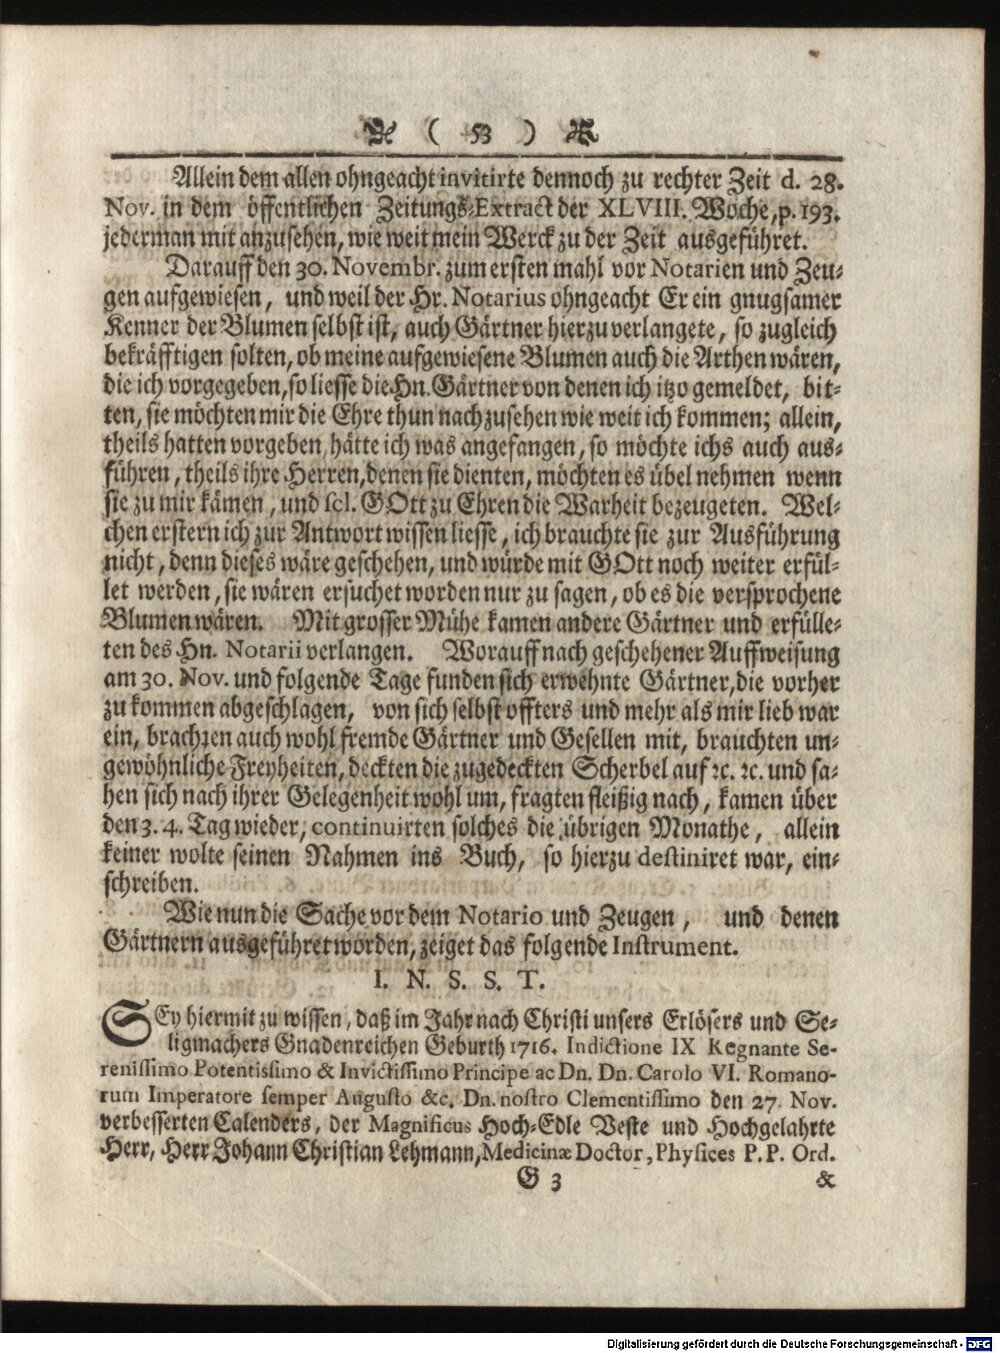 ( 53 )
Allein dem allen ohngeacht invitirte dennoch zu rechter Zeit d. 28.
Nov. in dem öffentlichen Zeitungs-Extract der XLVIII. Woche, p. 193.
jederman mit anzusehen, wie weit mein Werck zu der Zeit ausgeführet.
Darauff den 30. Novembr. zum ersten mahl vor Notarien und Zeu-
gen aufgewiesen, und weil der Hr. Notarius ohngeacht Er ein gnugsamer
Kenner der Blumen selbst ist, auch Gärtner hierzu verlangete, so zugleich
bekräfftigen solten, ob meine aufgewiesene Blumen auch die Arthen wären,
die ich vorgegeben, so liesse die Hn. Gärtner von denen ich itzo gemeldet, bit-
ten, sie möchten mir die Ehre thun nachzusehen wie weit ich kommen; allein,
theils hatten vorgeben, hätte ich was angefangen, so möchte ichs auch aus-
führen, theils ihre Herren, denen sie dienten, möchten es übel nehmen wenn
sie zu mir kämen, und scl. GOtt zu Ehren die Warheit bezeugeten. Wel-
chen erstern ich zur Antwort wissen liesse, ich brauchte sie zur Ausführung
nicht, denn dieses wäre geschehen, und würde mit GOtt noch weiter erfül-
let werden, sie wären ersuchet worden nur zu sagen, ob es die versprochene
Blumen wären. Mit grosser Mühe kamen andere Gärtner und erfülle-
ten des Hn. Notarii verlangen. Worauff nach geschehener Auffweisung
am 30. Nov. und folgende Tage funden sich erwehnte Gärtner, die vorher
zu kommen abgeschlagen, von sich selbst offters und mehr als mir lieb war
ein, brachten auch wohl fremde Gärtner und Gesellen mit, brauchten un-
gewöhnliche Freyheiten, deckten die zugedeckten Scherbel auf ꝛc. ꝛc. und sa-
hen sich nach ihrer Gelegenheit wohl um, fragten fleißig nach, kamen über
den 3. 4. Tag wieder, continuirten solches die übrigen Monathe, allein
keiner wolte seinen Nahmen ins Buch, so hierzu destiniret war, ein-
schreiben.
Wie nun die Sache vor dem Notario und Zeugen, und denen
Gärtnern ausgeführet worden, zeiget das folgende Instrument.
I. N. S. S. T.
SEy hiermit zu wissen, daß im Jahr nach Christi unsers Erlösers und Se-
ligmachers Gnadenreichen Geburth 1716. Indictione IX Regnante Se-
renissimo Potentissimo & Invictissimo Principe ac Dn. Dn. Carolo VI. Romano-
rum Imperatore semper Augusto &c. Dn. nostro Clementissimo den 27. Nov.
verbesserten Calenders, der Magnificus Hoch-Edle Veste und Hochgelahrte
Herr, Herr Johann Christian Lehmann, Medicinæ Doctor, Physices P. P. Ord.
G 3 &
Digitalisierung gefördert durch die Deutsche Forschungsgemeinschaft - DFG